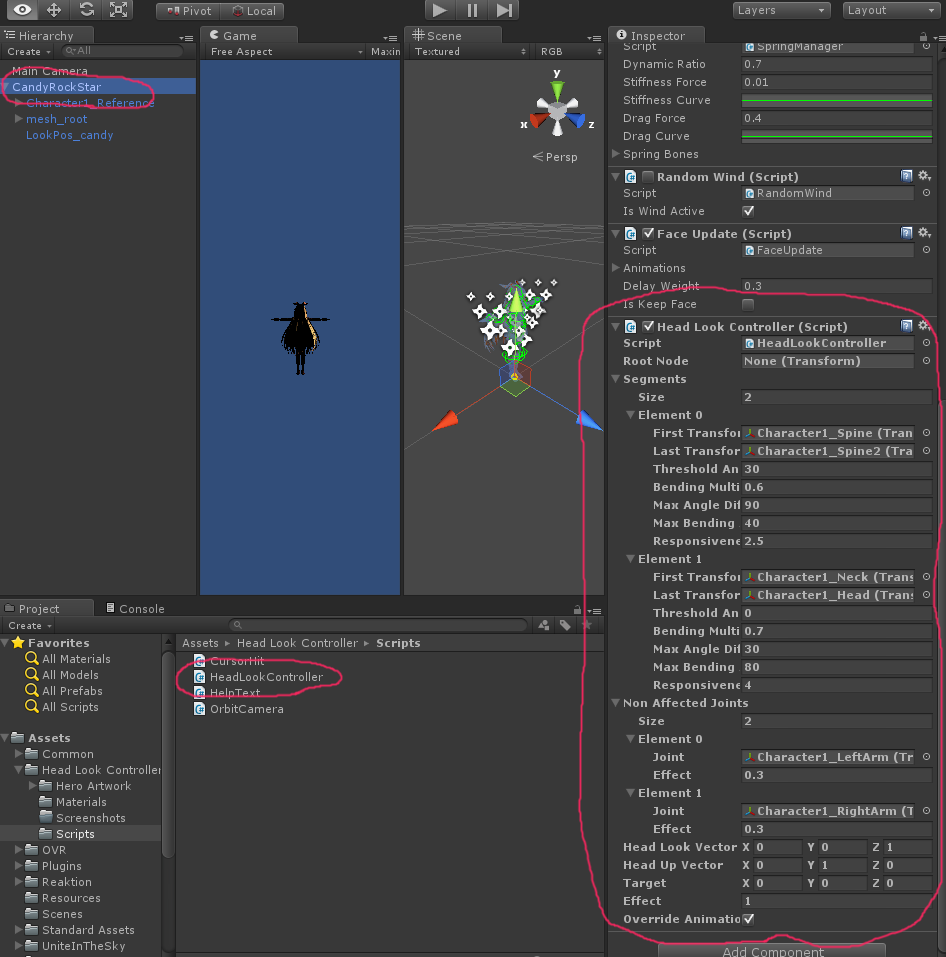 Pivot Local Layers Layout
Hierarchy
Create All
Main Camera
CandyRockStar
Character1_Reference
mesh_root
LookPos_candy
Game
Free Aspect Maxin
Scene
Textured RGB
y
x z
Persp
Inspector
Script SpringManager
Dynamic Ratio 0.7
Stiffness Force 0.01
Stiffness Curve
Drag Force 0.4
Drag Curve
Spring Bones
Random Wind (Script)
Script RandomWind
Is Wind Active
Face Update (Script)
Script FaceUpdate
Animations
Delay Weight 0.3
Is Keep Face
Head Look Controller (Script)
Script HeadLookController
Root Node None (Transform)
Segments
Size 2
Element 0
First Transfor Character1_Spine (Tran
Last Transfor Character1_Spine2 (Tra
Threshold An 30
Bending Multi 0.6
Max Angle Dif 90
Max Bending 40
Responsivene 2.5
Element 1
First Transfor Character1_Neck (Trans
Last Transfor Character1_Head (Trans
Threshold An 0
Bending Multi 0.7
Max Angle Dif 30
Max Bending 80
Responsivene 4
Non Affected Joints
Size 2
Element 0
Joint Character1_LeftArm (Tr
Effect 0.3
Element 1
Joint Character1_RightArm (T
Effect 0.3
Head Look Vector X 0 Y 0 Z 1
Head Up Vector X 0 Y 1 Z 0
Target X 0 Y 0 Z 0
Effect 1
Override Animatio
Add Component
Project Console
Create
Favorites
All Materials
All Models
All Prefabs
All Scripts
Assets
Common
Head Look Controller
Hero Artwork
Materials
Screenshots
Scripts
OVR
Plugins
Reaktion
Resources
Scenes
Standard Assets
UniteInTheSky
Assets Head Look Controller Scripts
CursorHit
HeadLookController
HelpText
OrbitCamera